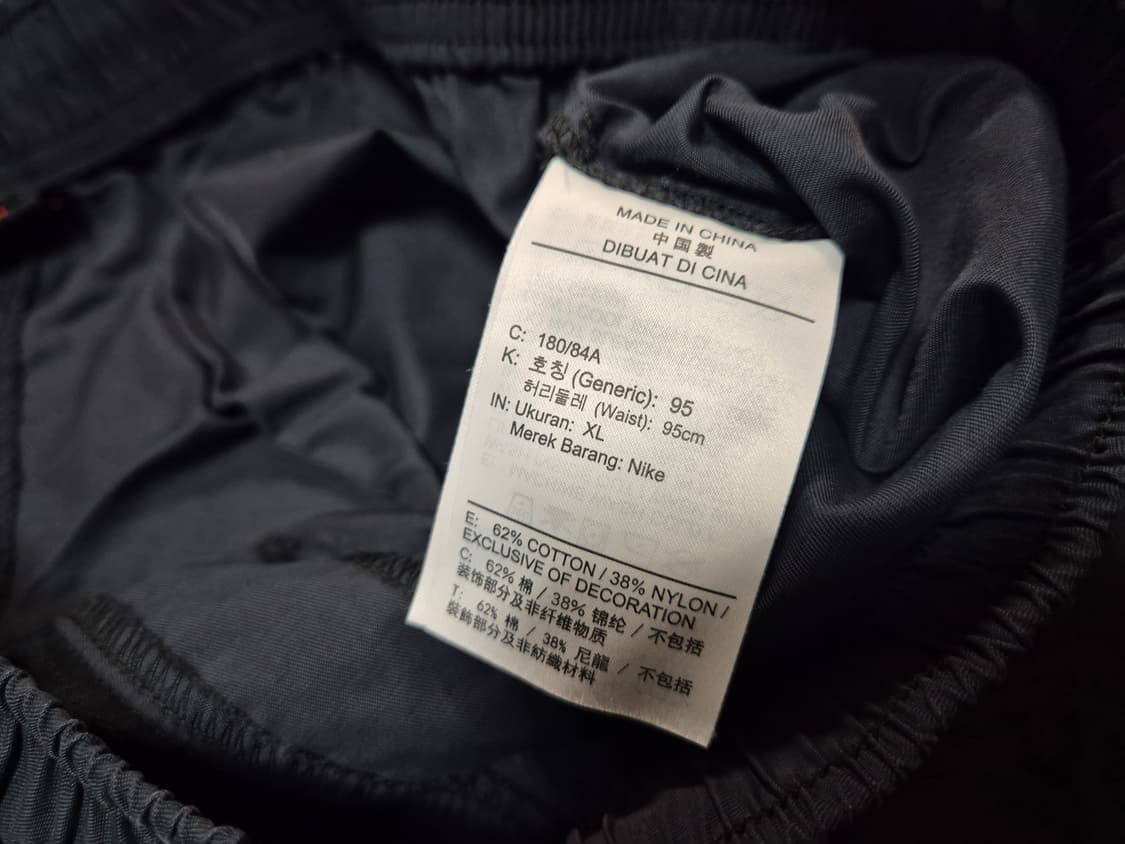 MADE IN CHINA
中国製
DIBUAT DI CINA
C: 180/84A
K: 호칭 (Generic): 95
허리둘레 (Waist): 95cm
IN: Ukuran: XL
Merek Barang: Nike
E: 62% COTTON / 38% NYLON /
EXCLUSIVE OF DECORATION
C: 62% 棉 / 38% 锦纶 / 不包括
装饰部分及非纤维物质
T: 62% 棉 / 38% 尼龍 / 不包括
裝飾部分及非紡織材料